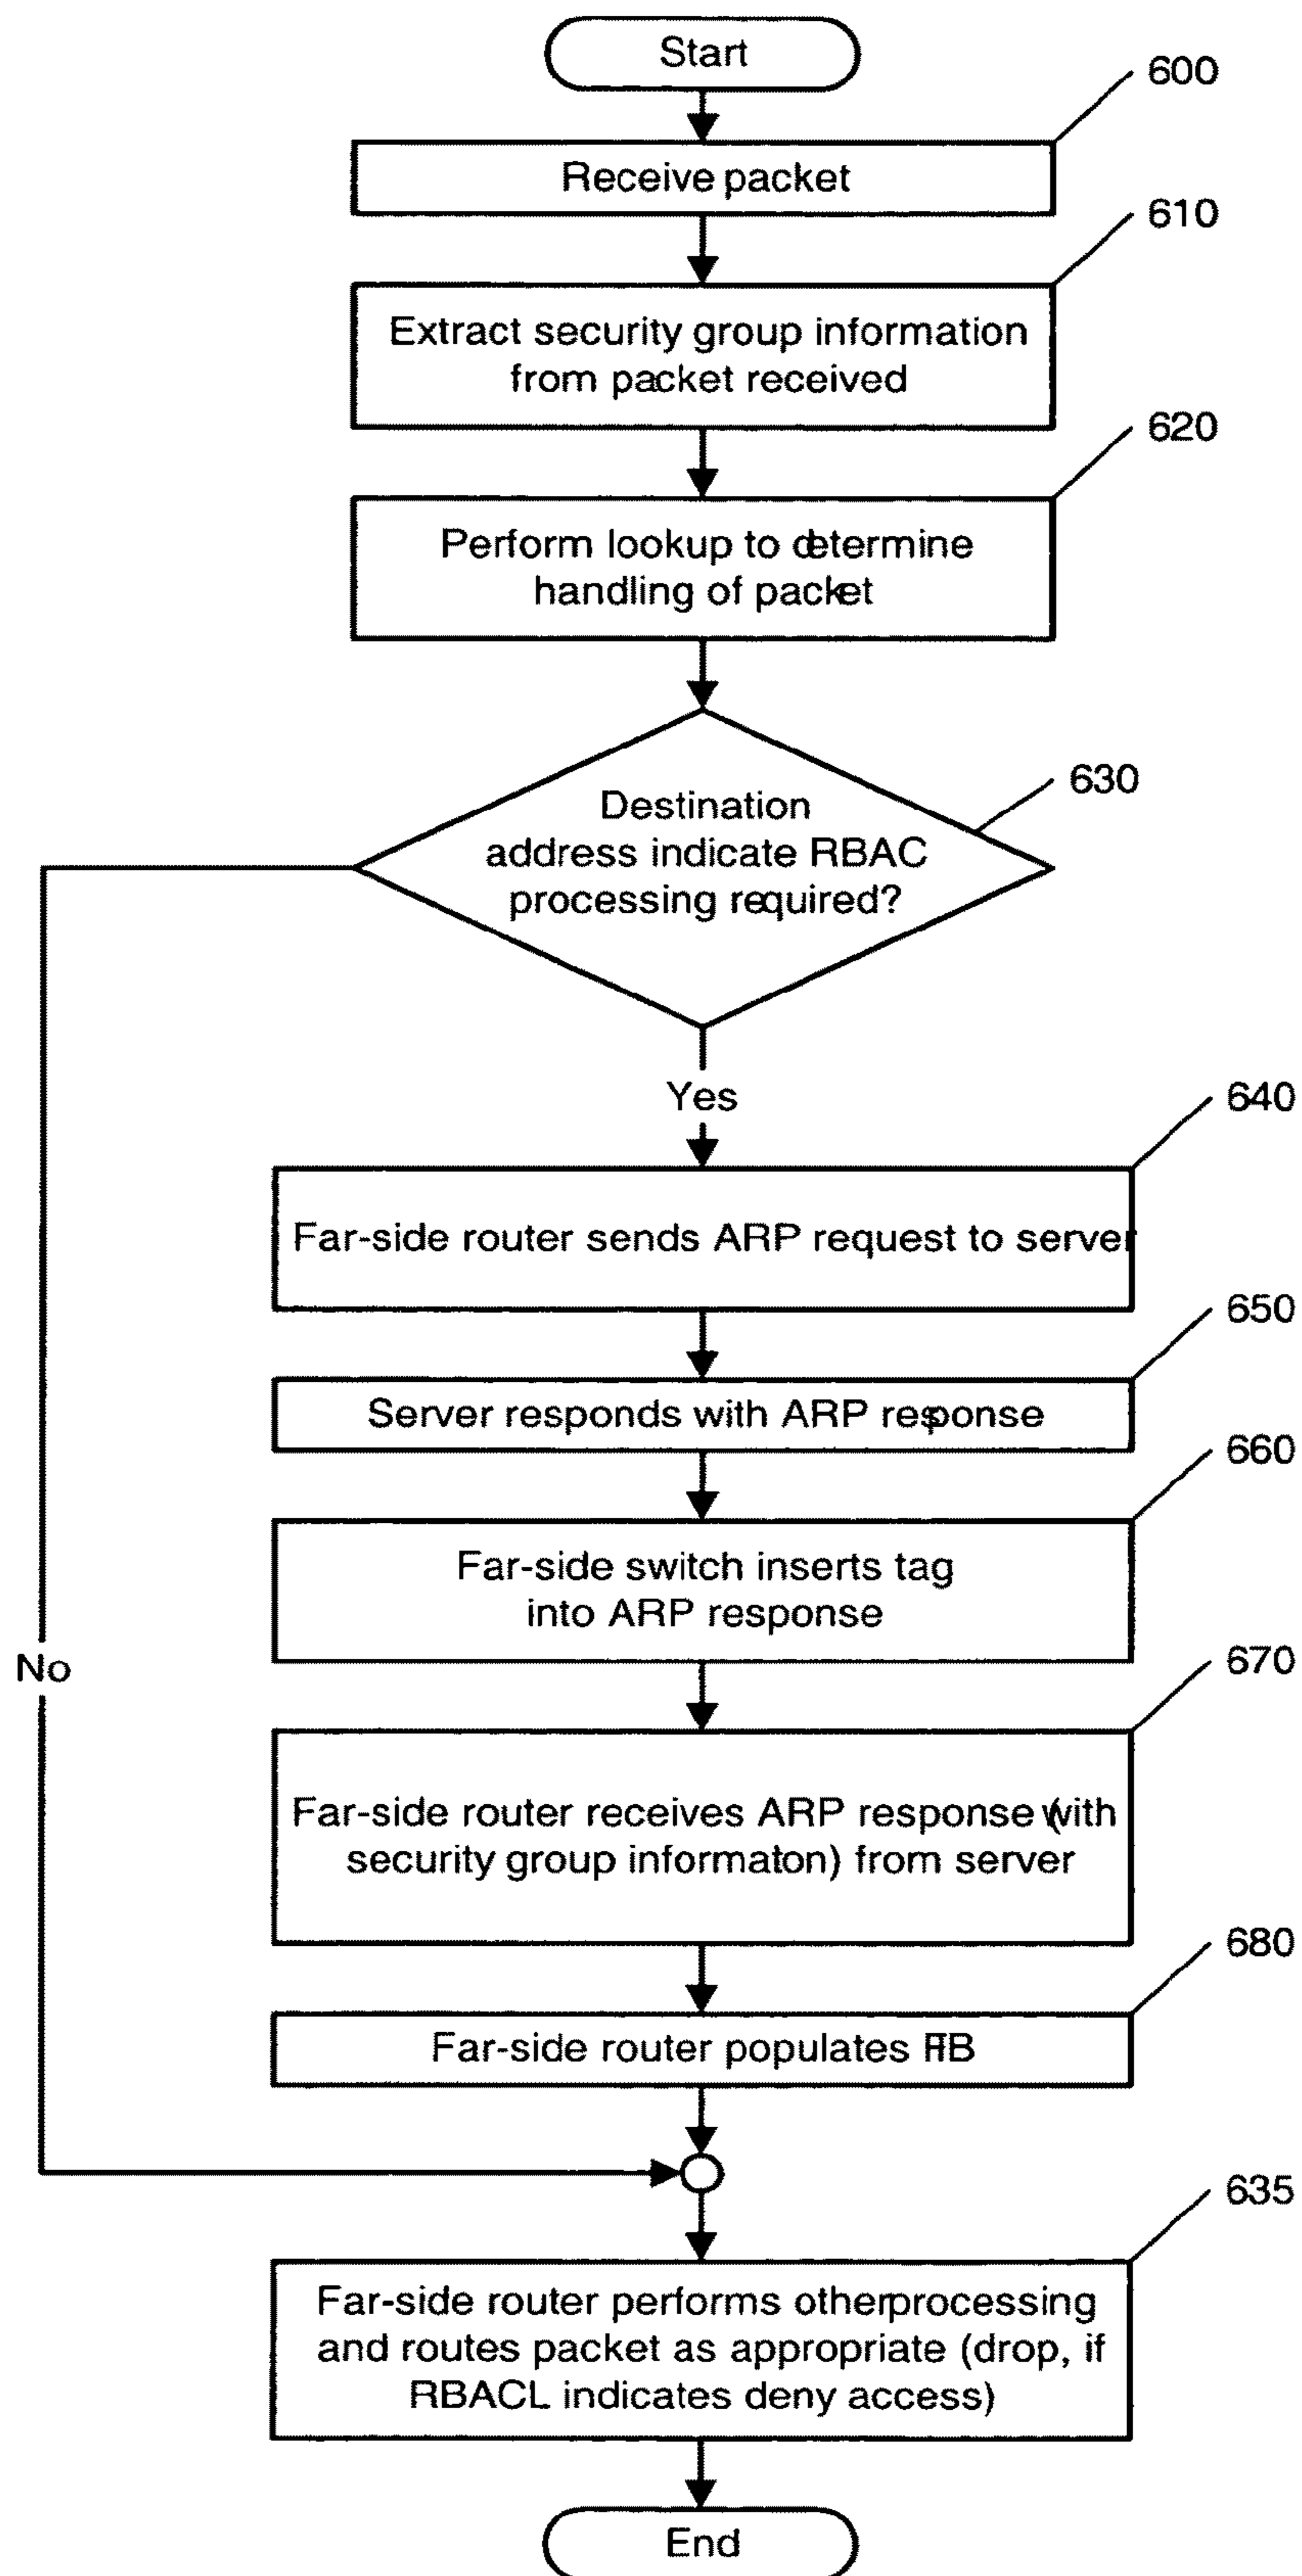 Start
600
Receive packet
610
Extract security group information
from packet received
620
Perform lookup to determine
handling of packet
630
Destination
address indicate RBAC
processing required?
Yes
640
Far-side router sends ARP request to server
650
Server responds with ARP response
660
Far-side switch inserts tag
into ARP response
No
670
Far-side router receives ARP response (with
security group informaton) from server
680
Far-side router populates FIB
635
Far-side router performs other processing
and routes packet as appropriate (drop, if
RBACL indicates deny access)
End